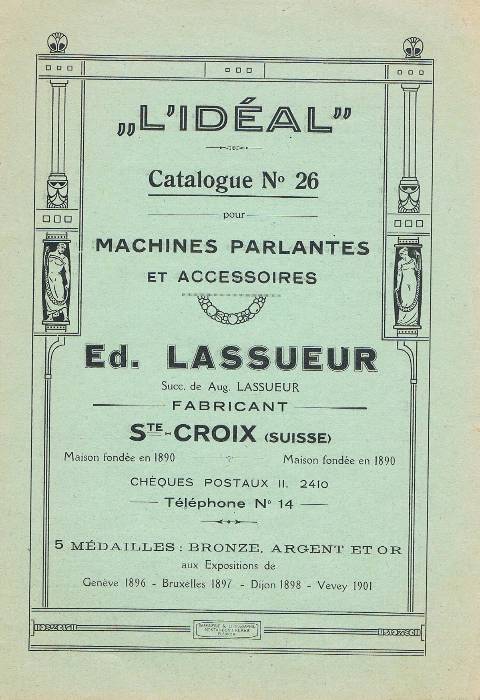 „L'IDÉAL”
Catalogue No 26
pour
MACHINES PARLANTES
ET ACCESSOIRES
Ed. LASSUEUR
Succ. de Aug. LASSUEUR
FABRICANT
STE-CROIX (SUISSE)
Maison fondée en 1890 Maison fondée en 1890
CHÈQUES POSTAUX II. 2410
Téléphone No 14
5 MÉDAILLES: BRONZE, ARGENT ET OR
aux Expositions de
Genève 1896 - Bruxelles 1897 - Dijon 1898 - Vevey 1901